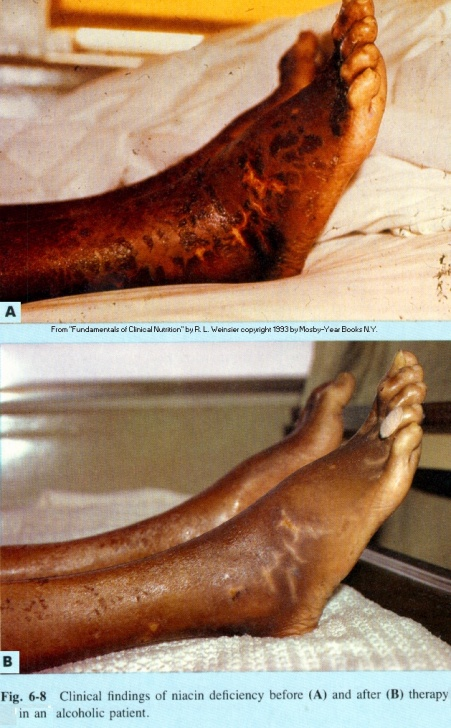 A
From "Fundamentals of Clinical Nutrition" by R. L. Weinsier copyright 1993 by Mosby-Year Books N.Y.
B
Fig. 6-8 Clinical findings of niacin deficiency before (A) and after (B) therapy
in an alcoholic patient.